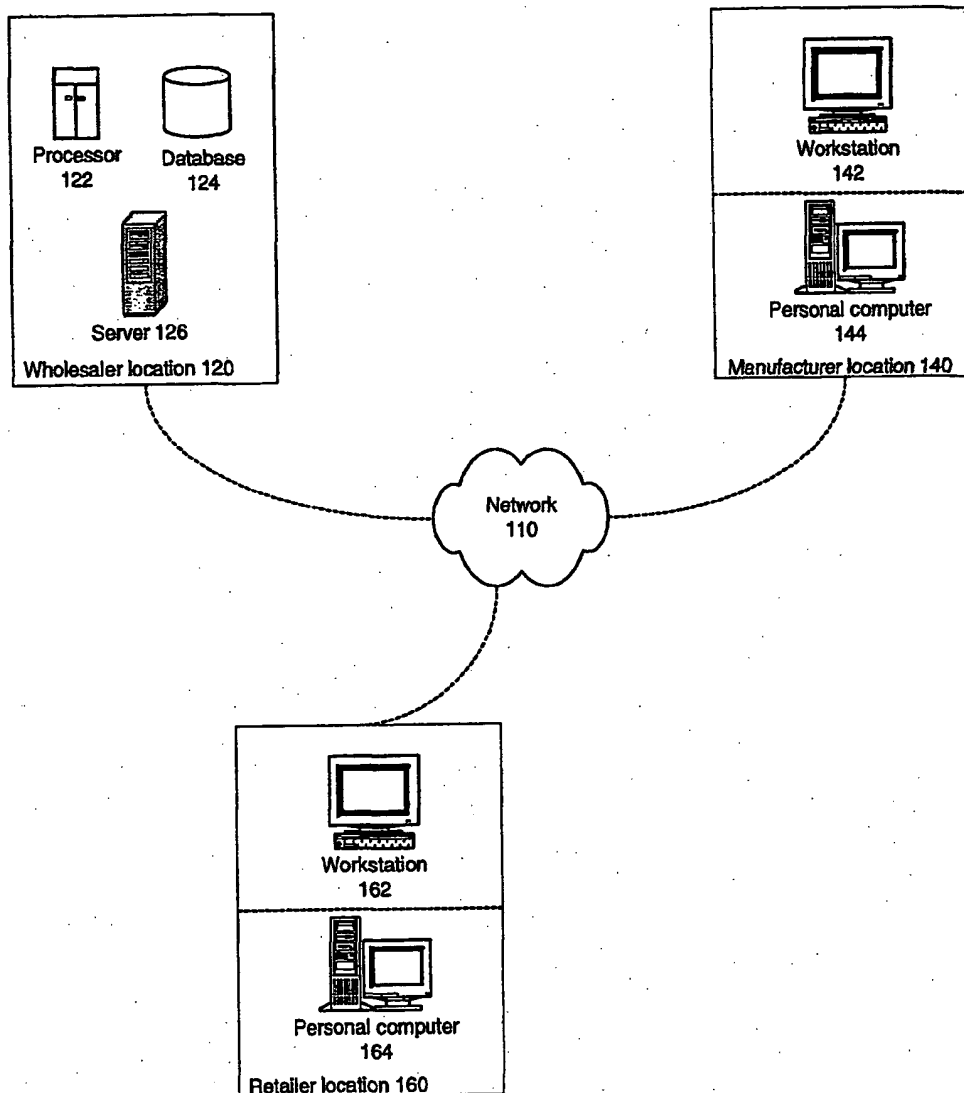 Processor
122
Database
124
Server 126
Wholesaler location 120
Workstation
142
Personal computer
144
Manufacturer location 140
Network
110
Workstation
162
Personal computer
164
Retailer location 160